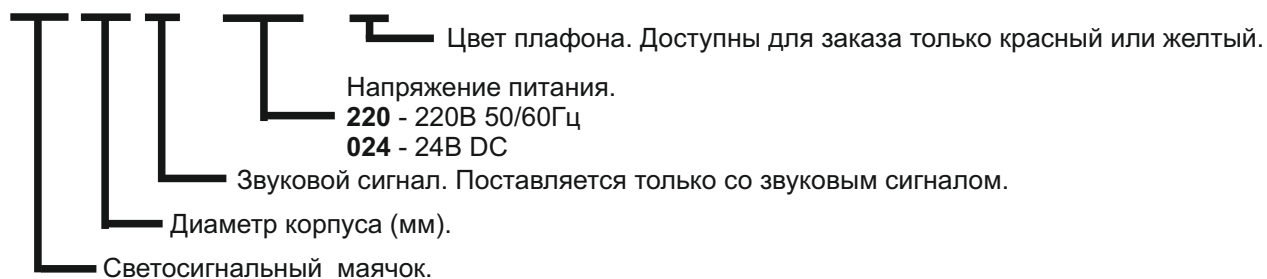 Цвет плафона. Доступны для заказа только красный или желтый.
Напряжение питания.
220 - 220В 50/60Гц
024 - 24В DC
Звуковой сигнал. Поставляется только со звуковым сигналом.
Диаметр корпуса (мм).
Светосигнальный маячок.